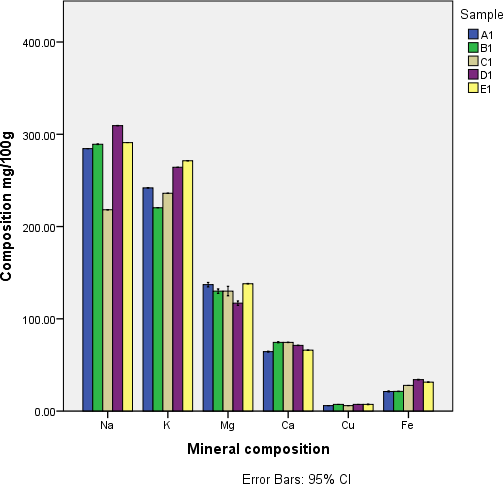 Sample
A1
B1
C1
D1
E1
400.00
300.00
200.00
100.00
0.00
Composition mg/100g
Na K Mg Ca Cu Fe
Mineral composition
Error Bars: 95% CI